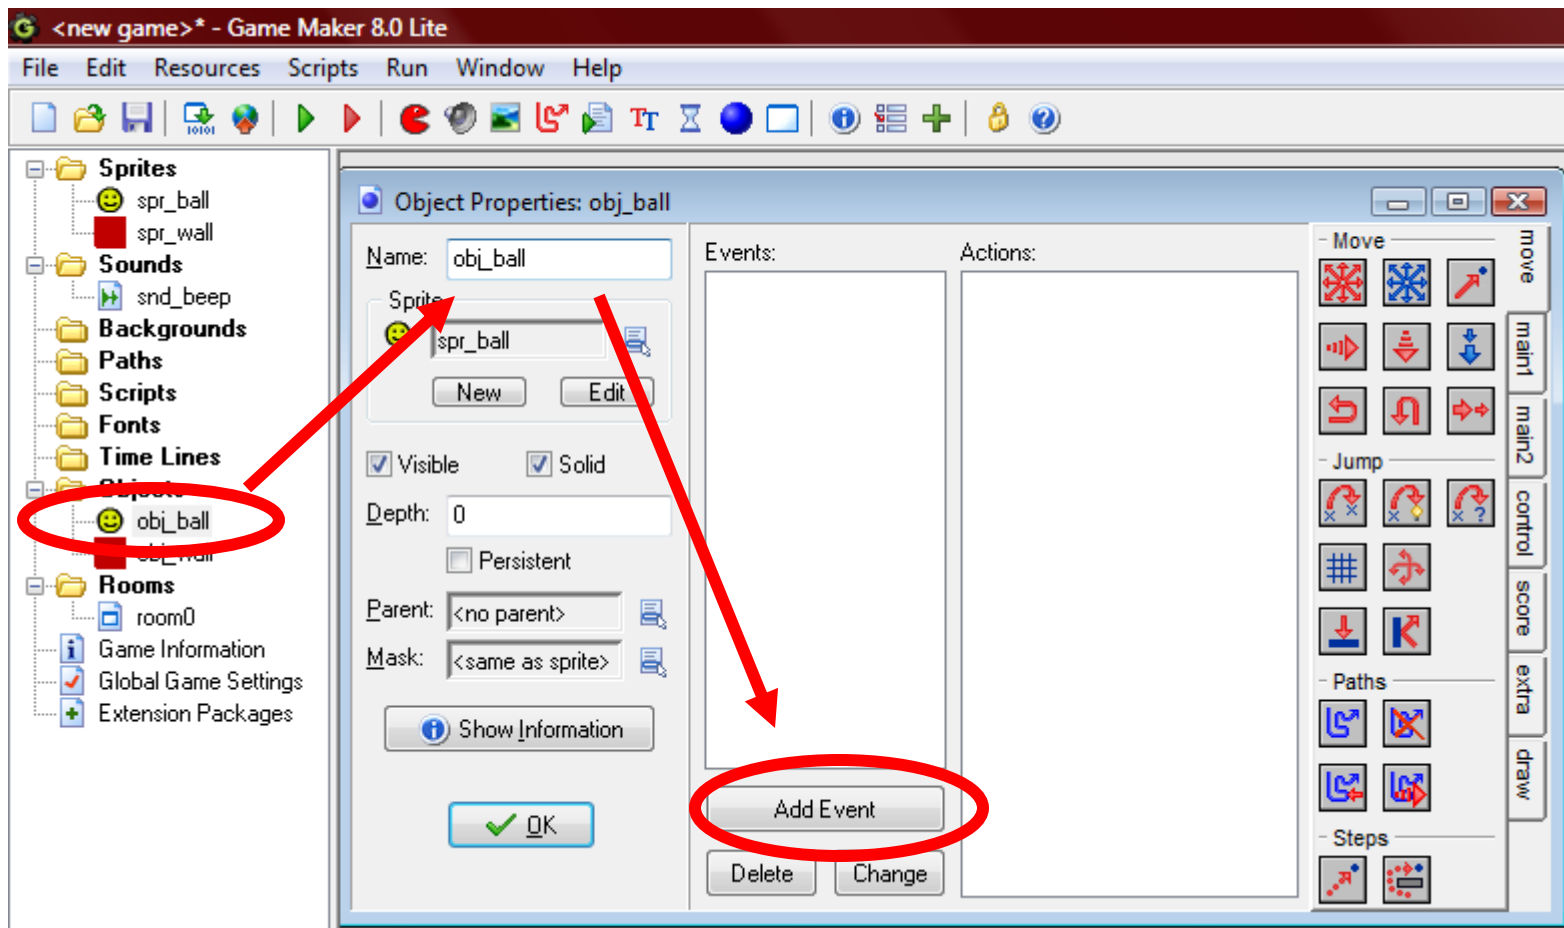 <new game>* - Game Maker 8.0 Lite
File Edit Resources Scripts Run Window Help
Sprites
spr_ball
spr_wall
Sounds
snd_beep
Backgrounds
Paths
Scripts
Fonts
Time Lines
Objects
obj_ball
obj_wall
Rooms
room0
Game Information
Global Game Settings
Extension Packages
Object Properties: obj_ball
Name: obj_ball
Sprite
spr_ball
New Edit
Visible Solid
Depth: 0
Persistent
Parent: <no parent>
Mask: <same as sprite>
Show Information
OK
Events:
Add Event
Delete Change
Actions:
Move
Jump
Paths
Steps
move
main1
main2
control
score
extra
draw